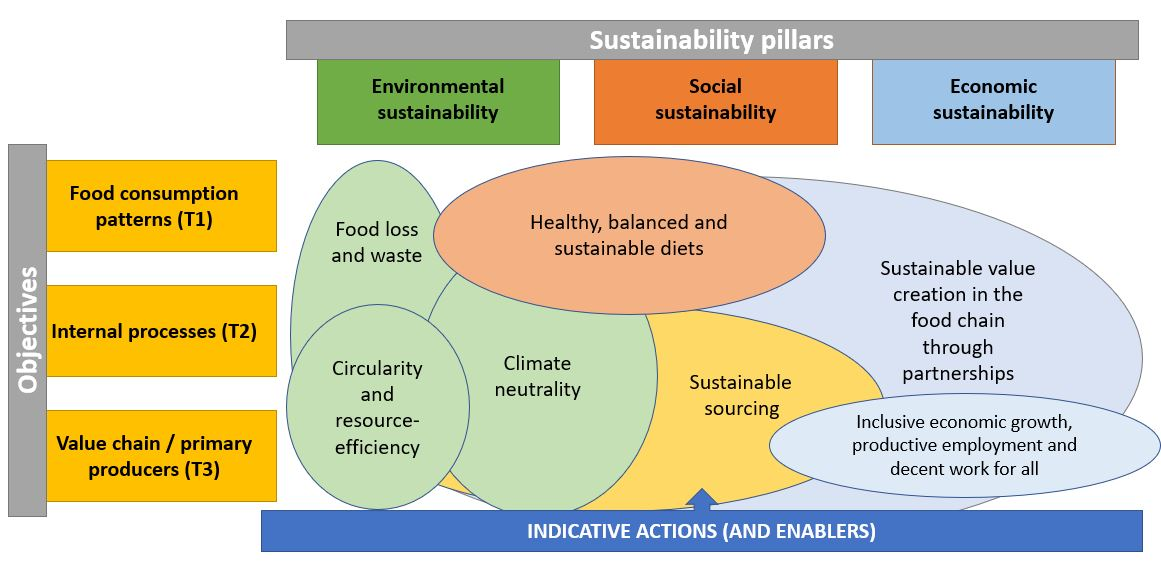 Sustainability pillars
Environmental
sustainability
Social
sustainability
Economic
sustainability
Objectives
Food consumption
patterns (T1)
Internal processes (T2)
Value chain / primary
producers (T3)
Food loss
and waste
Healthy, balanced and
sustainable diets
Sustainable value
creation in the
food chain
through
partnerships
Circularity
and
resource-
efficiency
Climate
neutrality
Sustainable
sourcing
Inclusive economic growth,
productive employment and
decent work for all
INDICATIVE ACTIONS (AND ENABLERS)